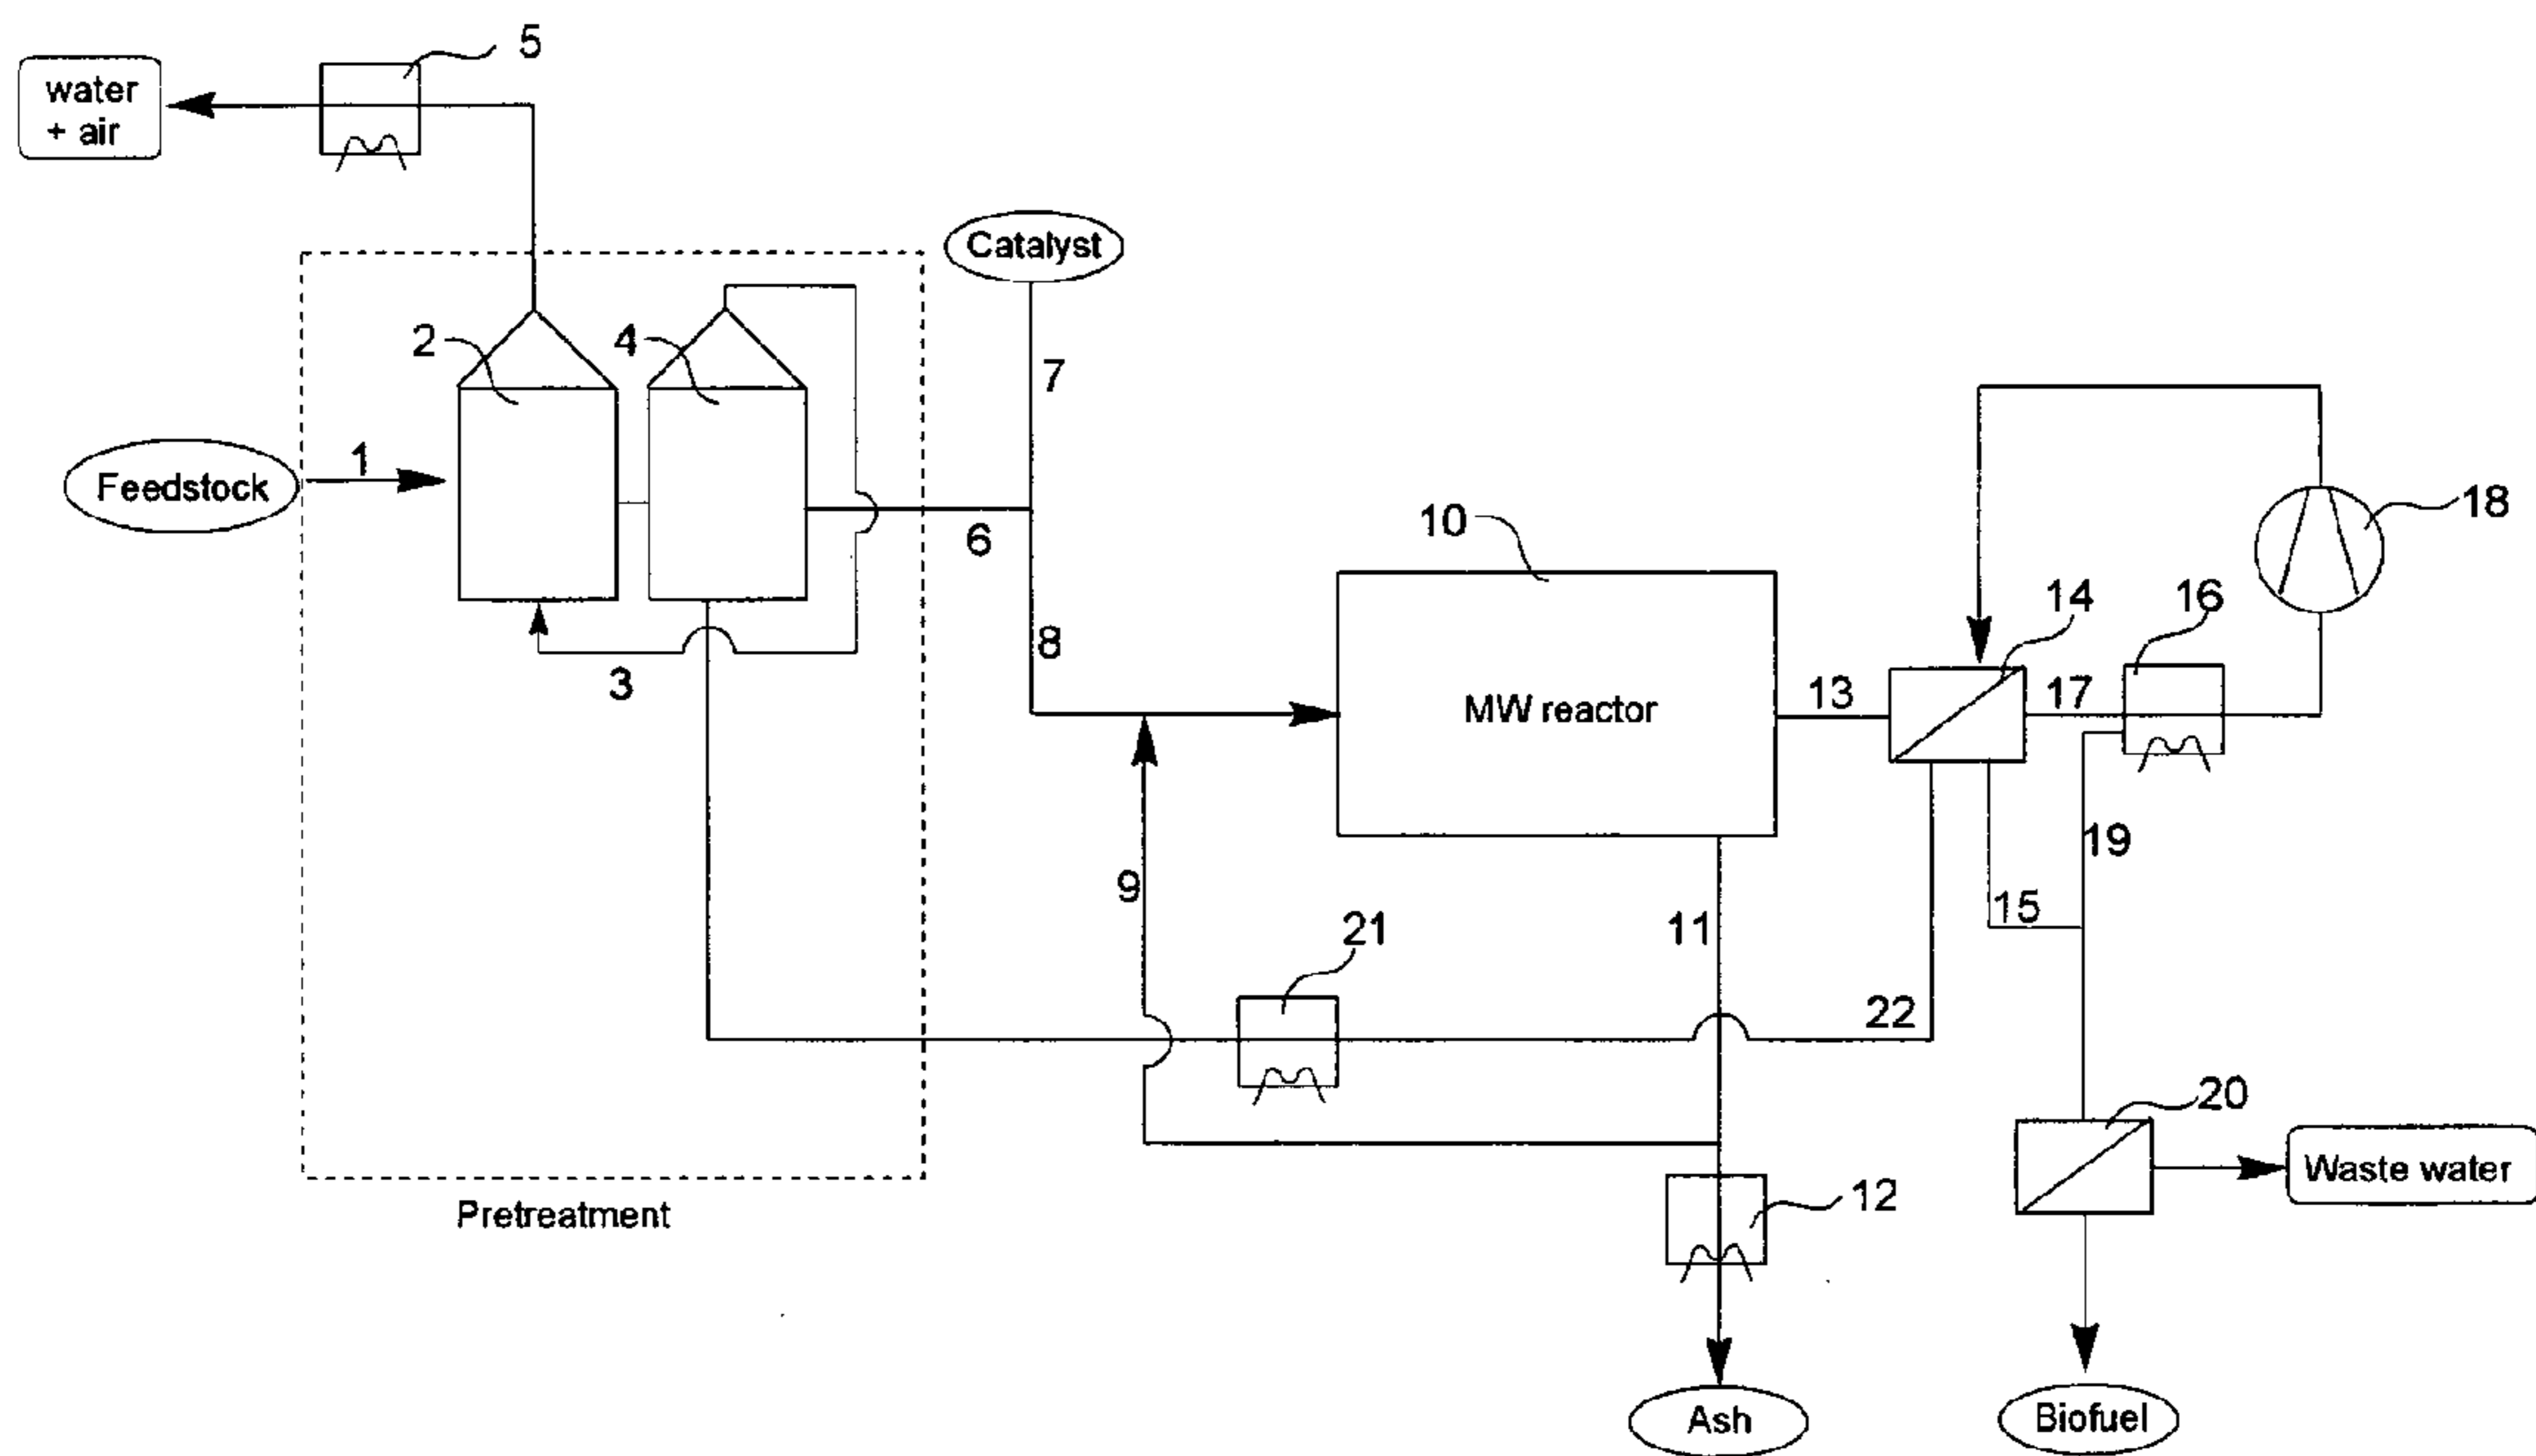 5
water
+ air
Catalyst
2
4
7
1
Feedstock
6
10
18
8
14
16
3
13
17
MW reactor
19
9
15
11
21
22
20
Waste water
12
Pretreatment
Ash
Biofuel